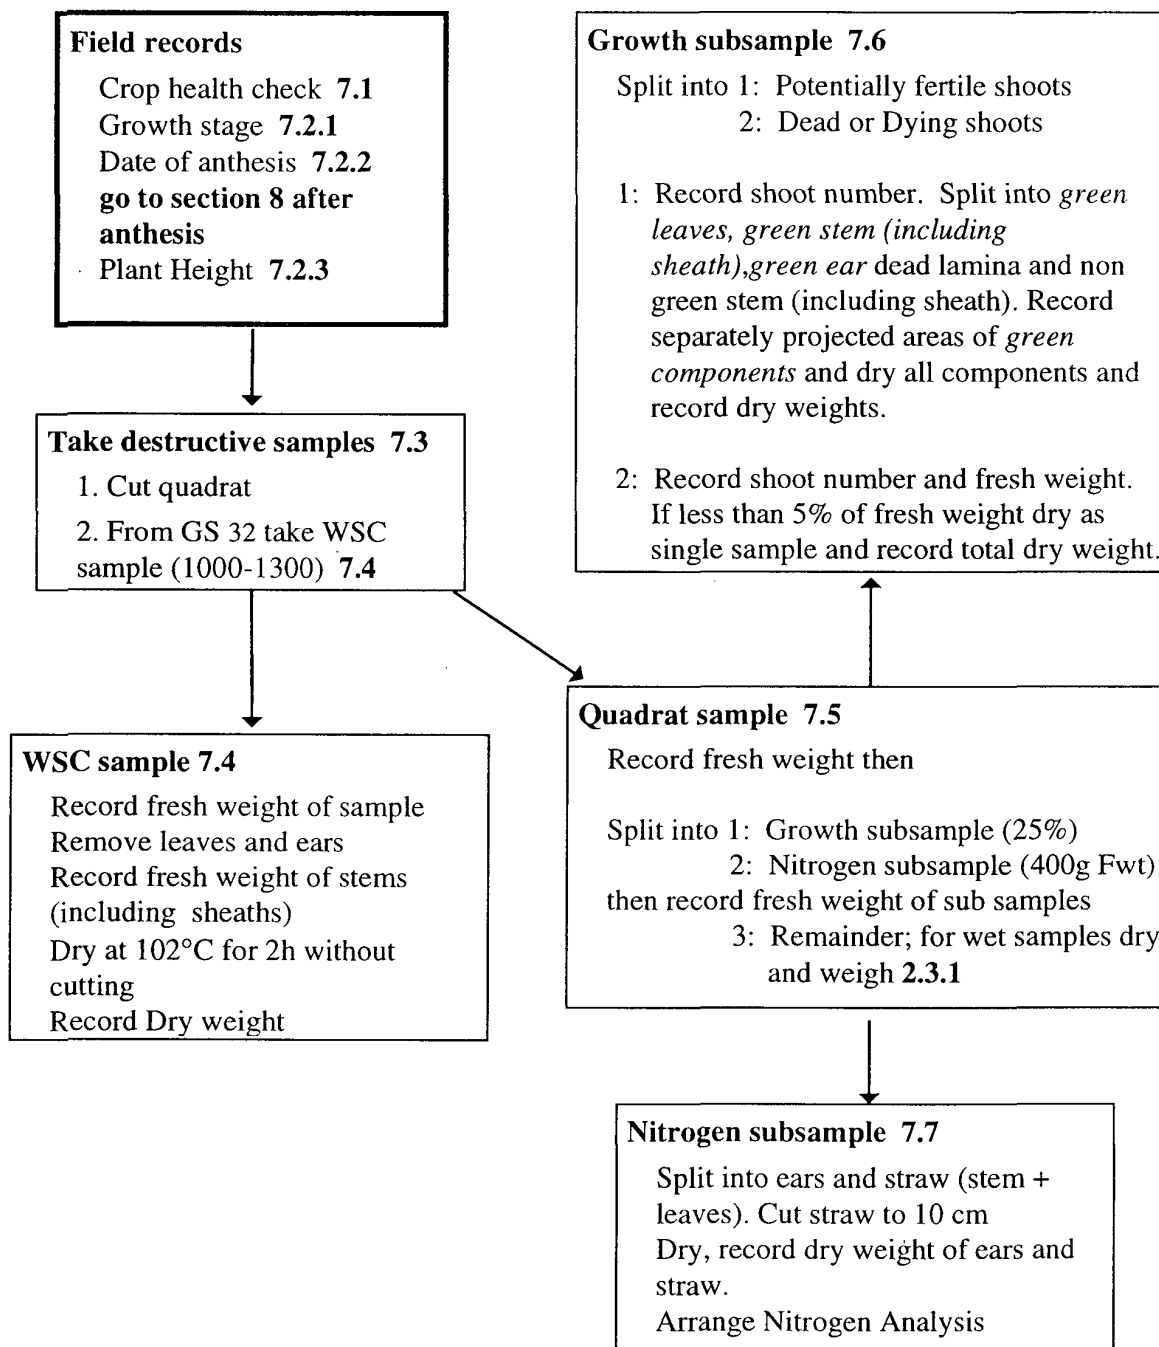 Field records
Crop health check 7.1
Growth stage 7.2.1
Date of anthesis 7.2.2
go to section 8 after
anthesis
Plant Height 7.2.3
Take destructive samples 7.3
1. Cut quadrat
2. From GS 32 take WSC
sample (1000-1300) 7.4
WSC sample 7.4
Record fresh weight of sample
Remove leaves and ears
Record fresh weight of stems
(including sheaths)
Dry at 102°C for 2h without
cutting
Record Dry weight
Growth subsample 7.6
Split into 1: Potentially fertile shoots
2: Dead or Dying shoots
1: Record shoot number. Split into green
leaves, green stem (including
sheath),green ear dead lamina and non
green stem (including sheath). Record
separately projected areas of green
components and dry all components and
record dry weights.
2: Record shoot number and fresh weight.
If less than 5% of fresh weight dry as
single sample and record total dry weight.
Quadrat sample 7.5
Record fresh weight then
Split into 1: Growth subsample (25%)
2: Nitrogen subsample (400g Fwt)
then record fresh weight of sub samples
3: Remainder; for wet samples dry
and weigh 2.3.1
Nitrogen subsample 7.7
Split into ears and straw (stem +
leaves). Cut straw to 10 cm
Dry, record dry weight of ears and
straw.
Arrange Nitrogen Analysis